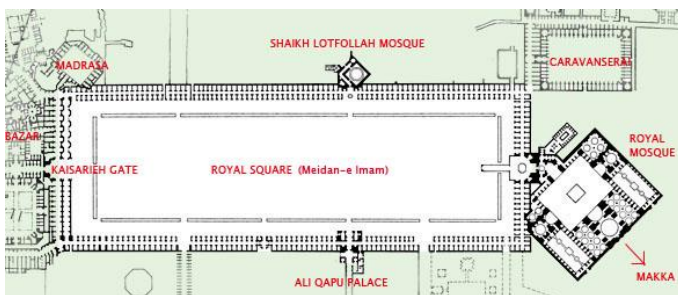 SHAIKH LOTFOLLAH MOSQUE
MADRASA
CARAVANSERAI
BAZAR
ROYAL
MOSQUE
KAISARIEH GATE
ROYAL SQUARE (Meidan-e Imam)
MAKKA
ALI QAPU PALACE